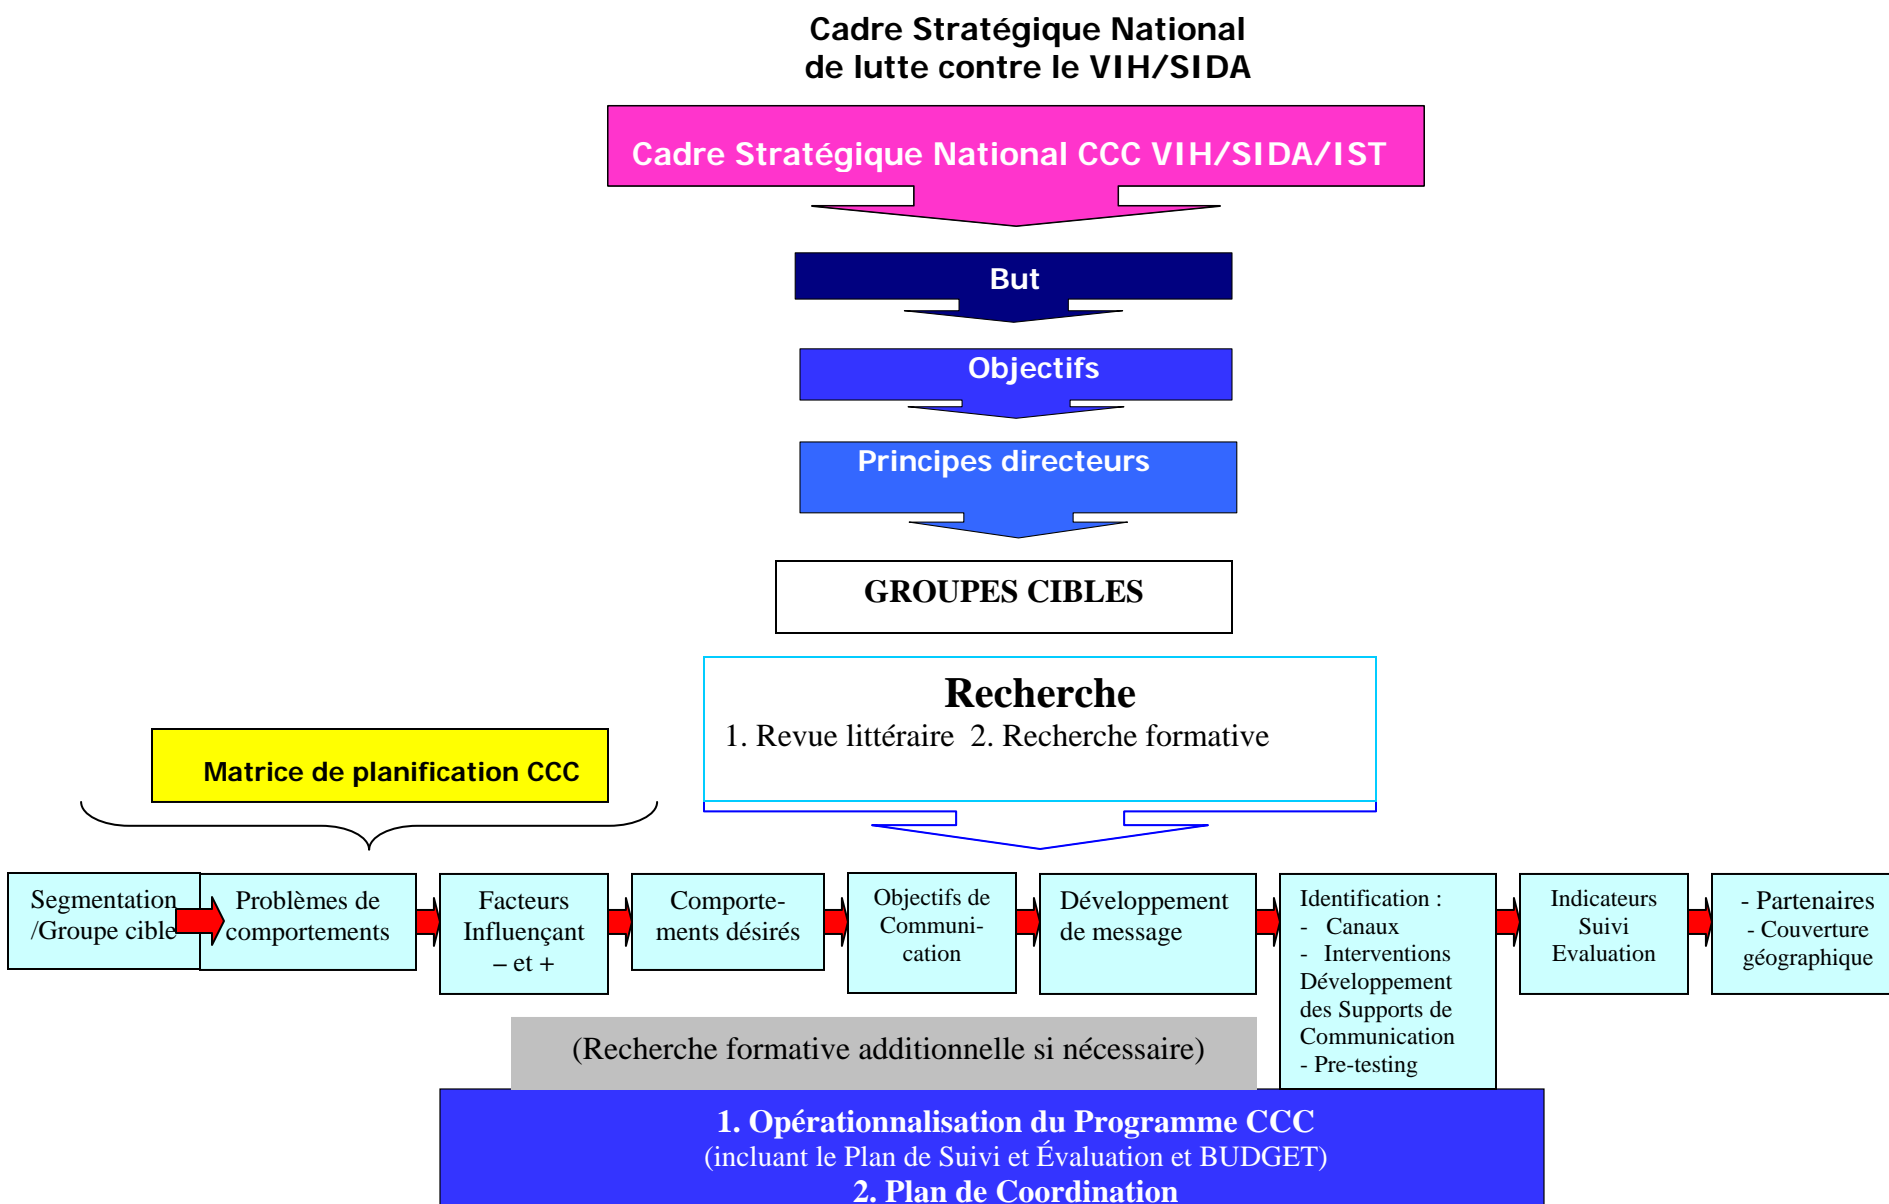 Cadre Stratégique National
de lutte contre le VIH/SIDA
Cadre Stratégique National CCC VIH/SIDA/IST
But
Objectifs
Principes directeurs
GROUPES CIBLES
Recherche
1. Revue littéraire  2. Recherche formative
Matrice de planification CCC
Segmentation
/Groupe cible
Problèmes de
comportements
Facteurs
Influençant
– et +
Comporte-
ments désirés
Objectifs de
Communi-
cation
Développement
de message
Identification :
- Canaux
- Interventions
Développement
des Supports de
Communication
- Pre-testing
Indicateurs
Suivi
Evaluation
- Partenaires
- Couverture
géographique
(Recherche formative additionnelle si nécessaire)
1. Opérationnalisation du Programme CCC
(incluant le Plan de Suivi et Évaluation et BUDGET)
2. Plan de Coordination